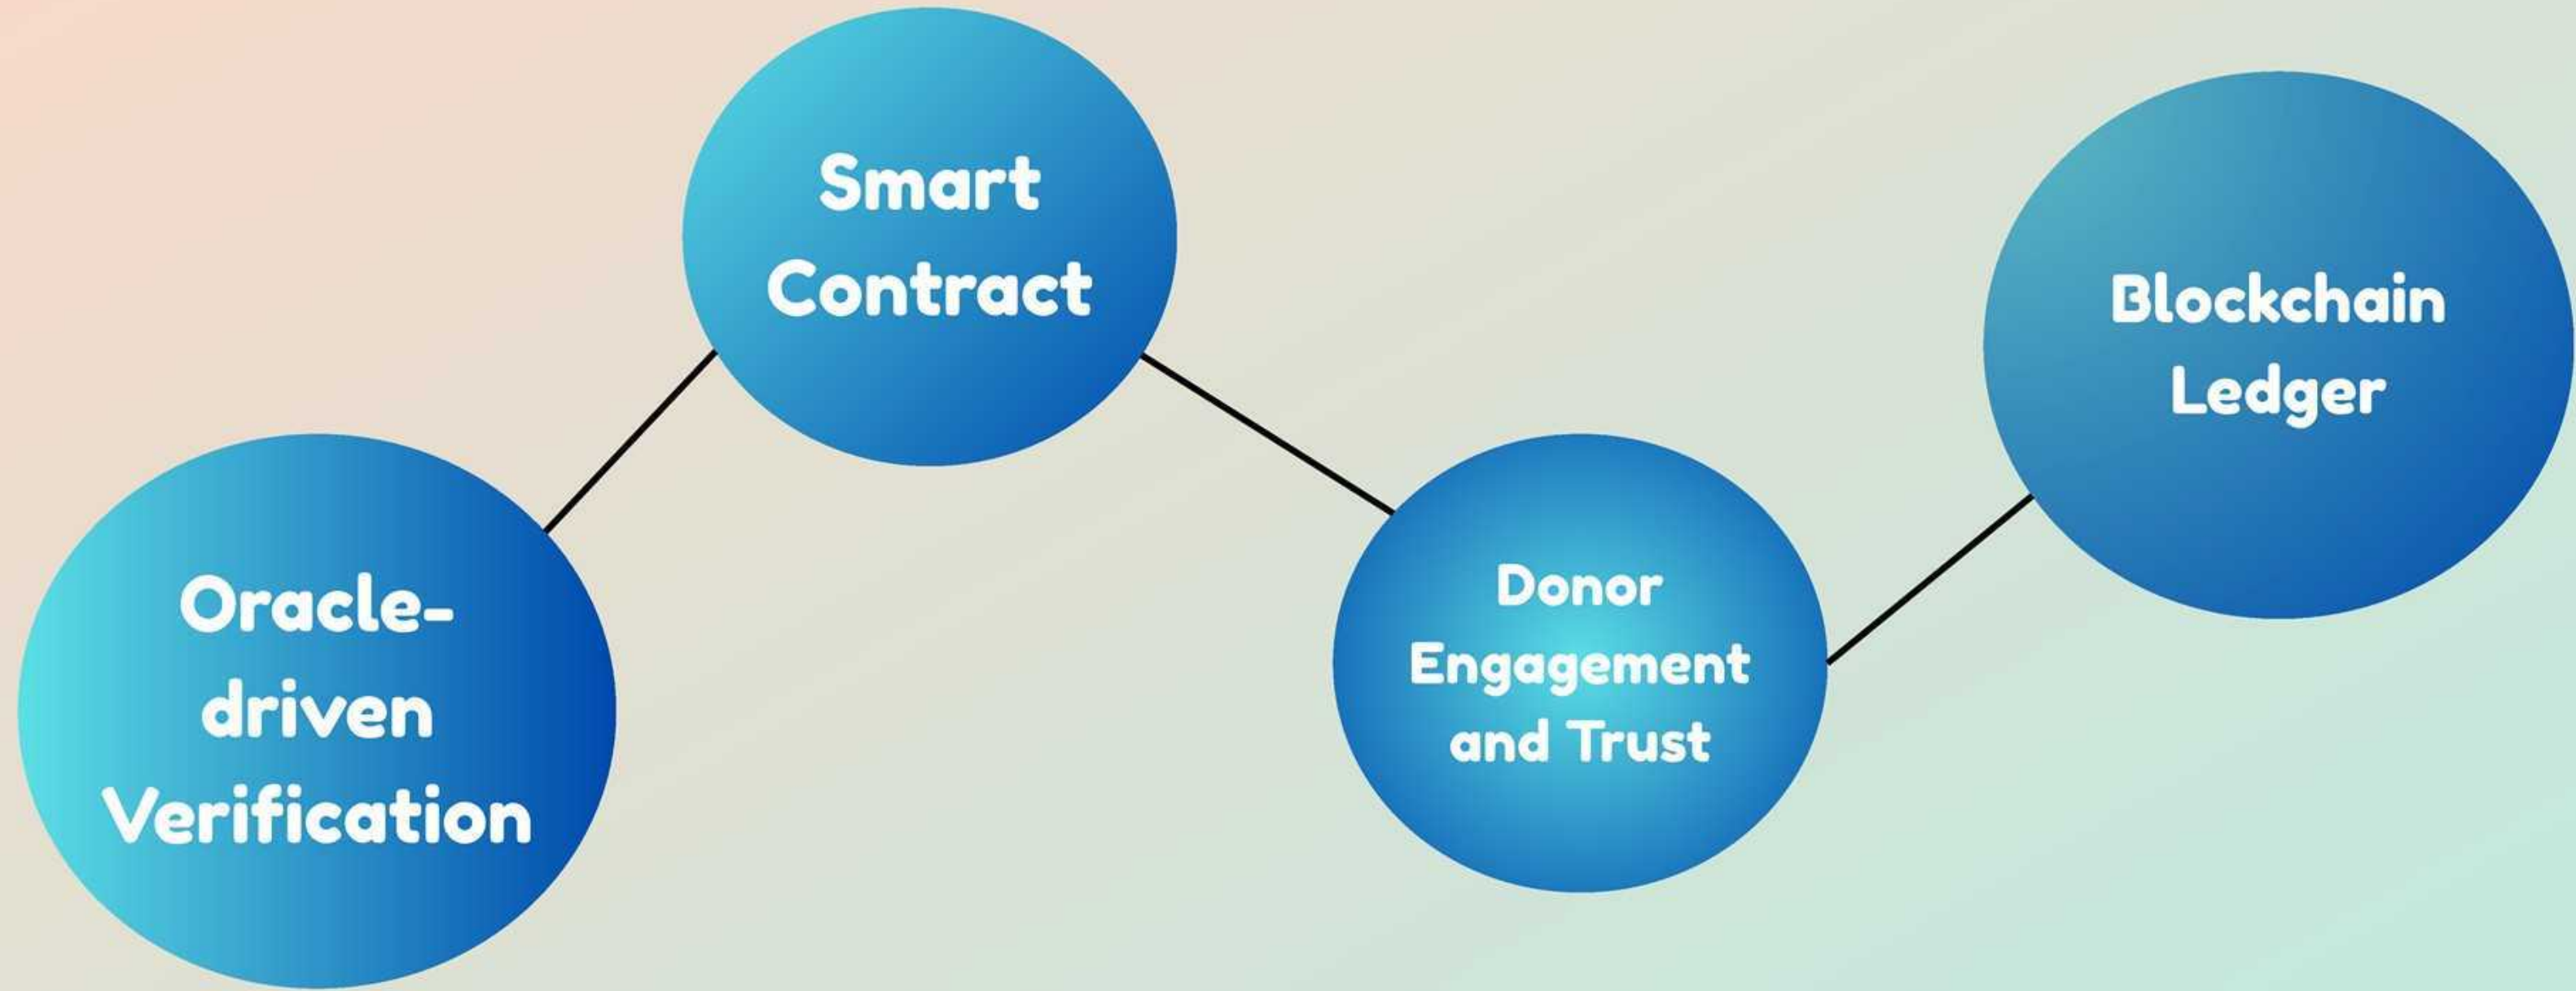 Smart
Contract
Blockchain
Ledger
Oracle-
driven
Verification
Donor
Engagement
and Trust